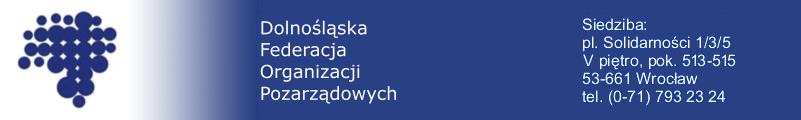 Dolnośląska
Federacja
Organizacji
Pozarządowych
Siedziba:
pl. Solidarności 1/3/5
V piętro, pok. 513-515
53-661 Wrocław
tel. (0-71) 793 23 24